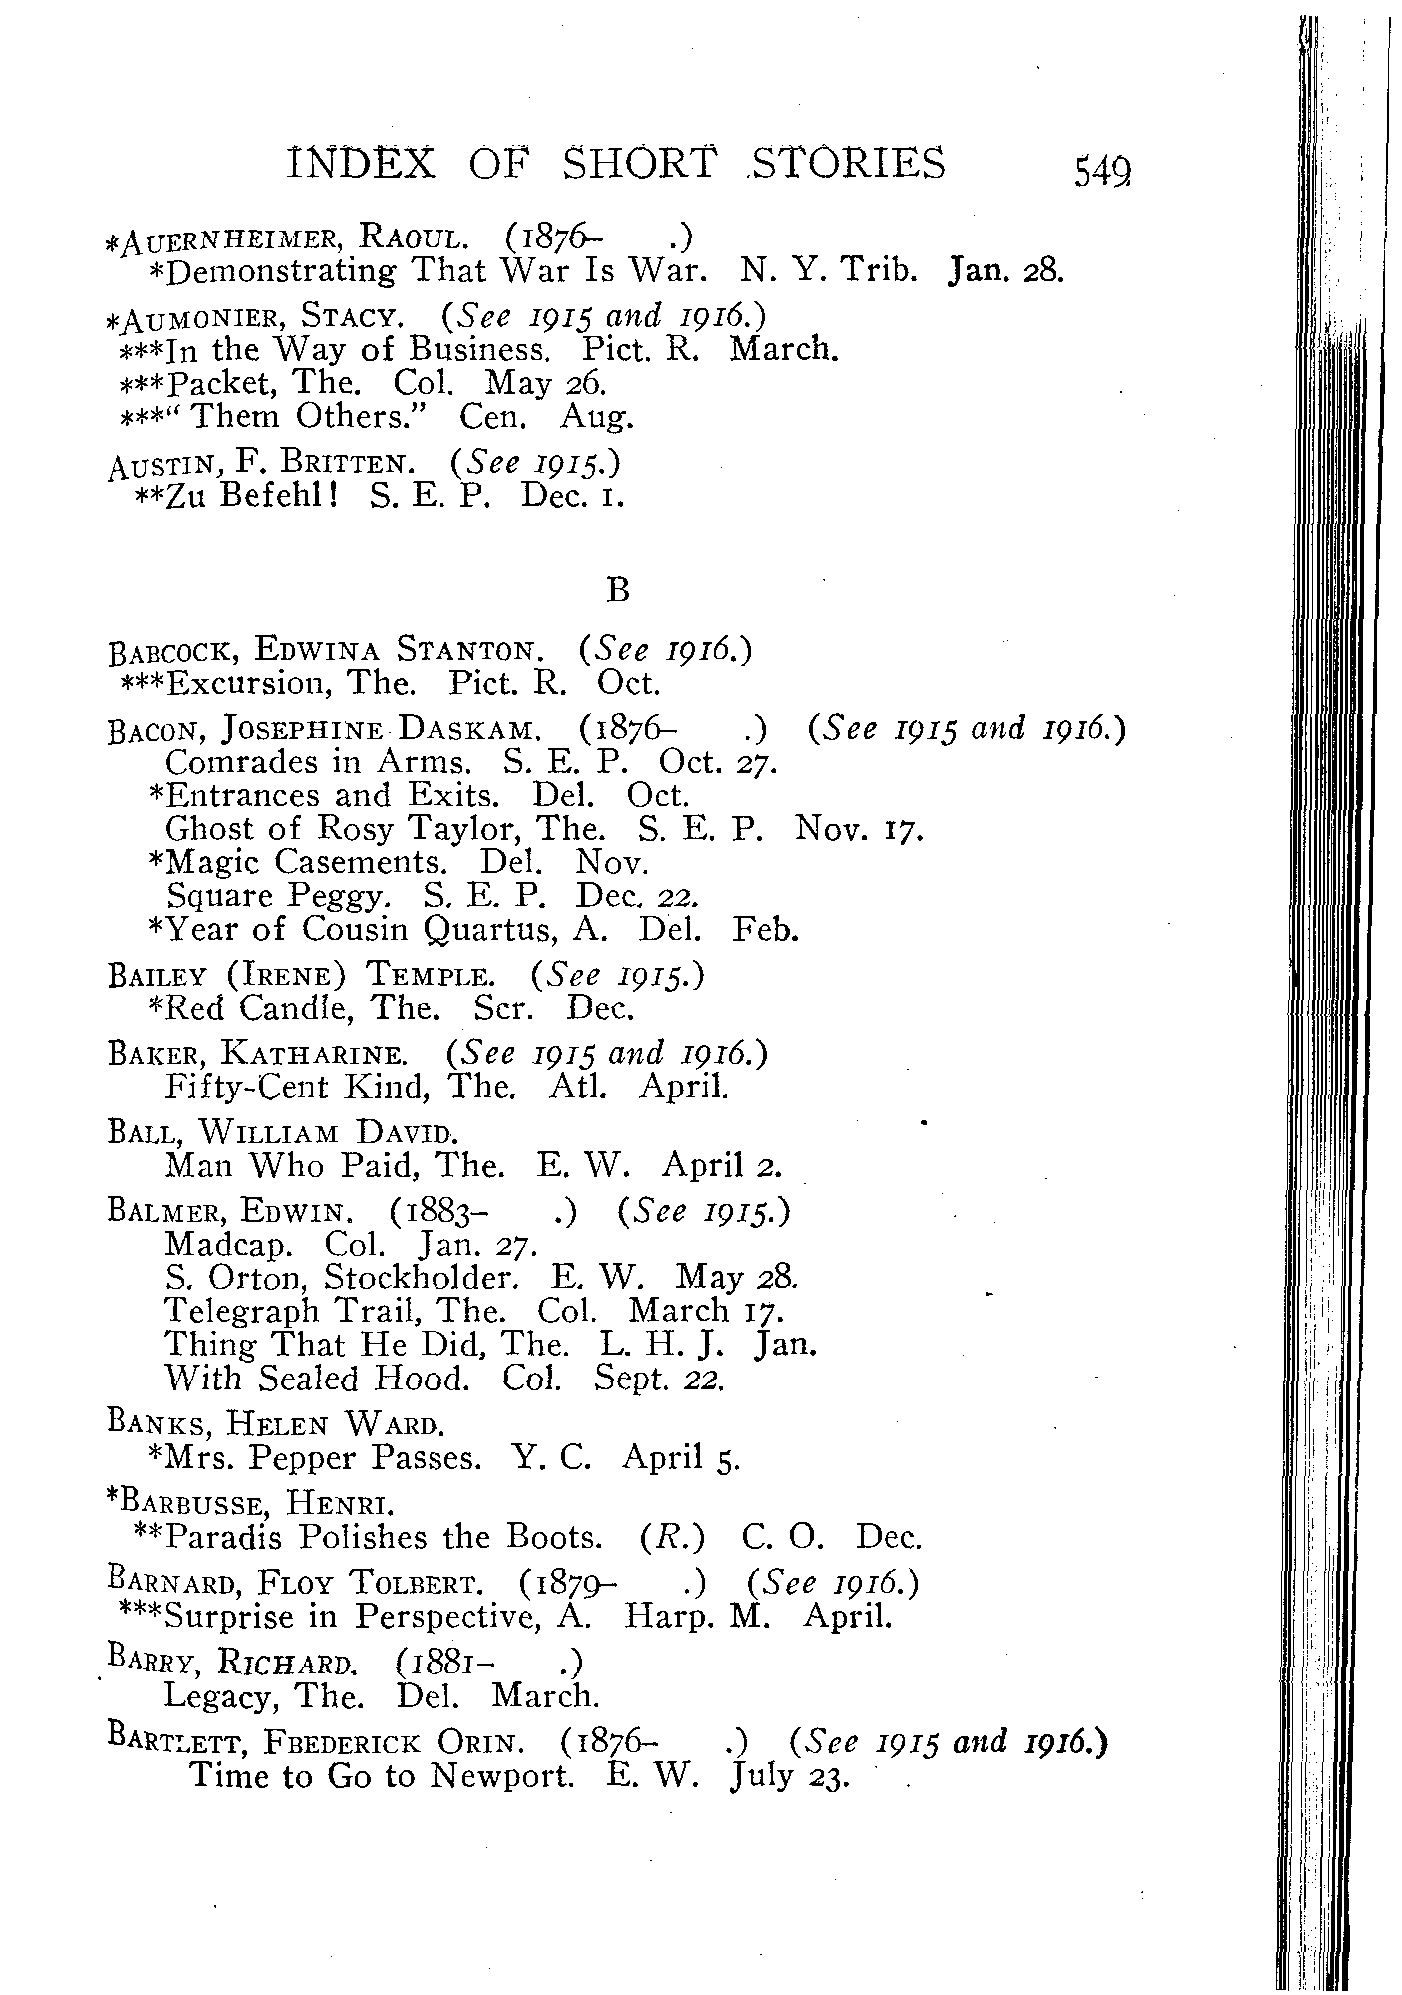 INDEX OF SHORT STORIES 549
*AUERNHEIMER, RAOUL. (1876– .)
*Demonstrating That War Is War. N. Y. Trib. Jan. 28.
*AUMONIER, STACY. (See 1915 and 1916.)
***In the Way of Business. Pict. R. March.
***Packet, The. Col. May 26.
***“Them Others.” Cen. Aug.
AUSTIN, F. BRITTEN. (See 1915.)
**Zu Befehl! S. E. P. Dec. 1.
B
BABCOCK, EDWINA STANTON. (See 1916.)
***Excursion, The. Pict. R. Oct.
BACON, JOSEPHINE DASKAM. (1876– .) (See 1915 and 1916.)
Comrades in Arms. S. E. P. Oct. 27.
*Entrances and Exits. Del. Oct.
Ghost of Rosy Taylor, The. S. E. P. Nov. 17.
*Magic Casements. Del. Nov.
Square Peggy. S. E. P. Dec. 22.
*Year of Cousin Quartus, A. Del. Feb.
BAILEY (IRENE) TEMPLE. (See 1915.)
*Red Candle, The. Scr. Dec.
BAKER, KATHARINE. (See 1915 and 1916.)
Fifty-Cent Kind, The. Atl. April.
BALL, WILLIAM DAVID.
Man Who Paid, The. E. W. April 2.
BALMER, EDWIN. (1883– .) (See 1915.)
Madcap. Col. Jan. 27.
S. Orton, Stockholder. E. W. May 28.
Telegraph Trail, The. Col. March 17.
Thing That He Did, The. L. H. J. Jan.
With Sealed Hood. Col. Sept. 22.
BANKS, HELEN WARD.
*Mrs. Pepper Passes. Y. C. April 5.
*BARBUSSE, HENRI.
**Paradis Polishes the Boots. (R.) C. O. Dec.
BARNARD, FLOY TOLBERT. (1879– .) (See 1916.)
***Surprise in Perspective, A. Harp. M. April.
BARRY, RICHARD. (1881– .)
Legacy, The. Del. March.
BARTLETT, FBEDERICK ORIN. (1876– .) (See 1915 and 1916.)
Time to Go to Newport. E. W. July 23.